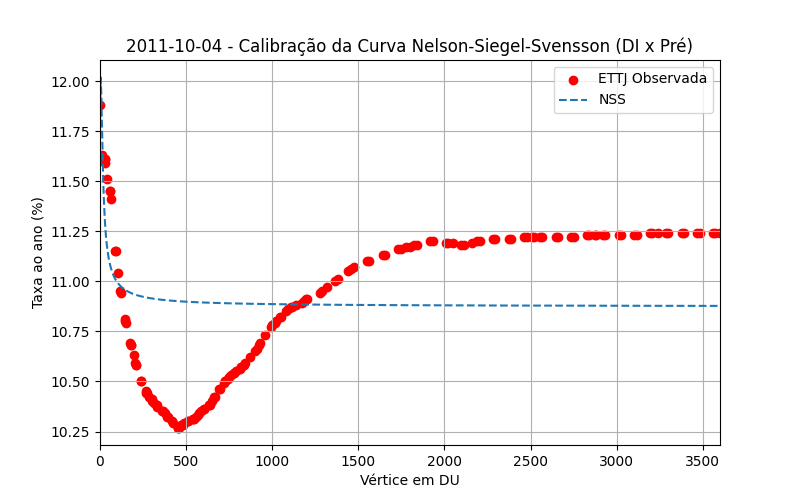 2011-10-04 - Calibração da Curva Nelson-Siegel-Svensson (DI x Pré)
ETTJ Observada
NSS
Taxa ao ano (%)
12.00
11.75
11.50
11.25
11.00
10.75
10.50
10.25
0 500 1000 1500 2000 2500 3000 3500
Vértice em DU